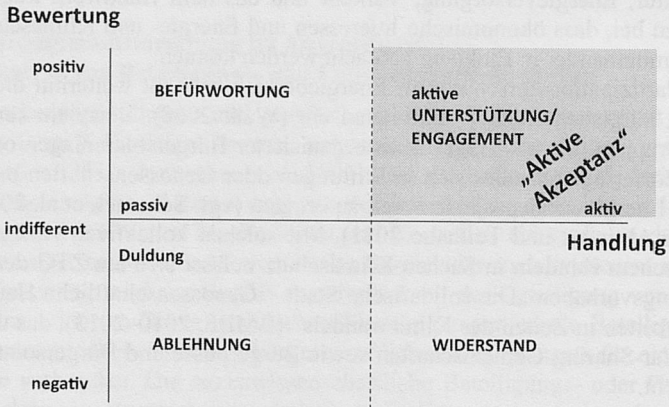 Bewertung
positiv
BEFÜRWORTUNG
aktive
UNTERSTÜTZUNG/
ENGAGEMENT
„Aktive
Akzeptanz“
passiv
aktiv
indifferent
Handlung
Duldung
ABLEHNUNG
WIDERSTAND
negativ